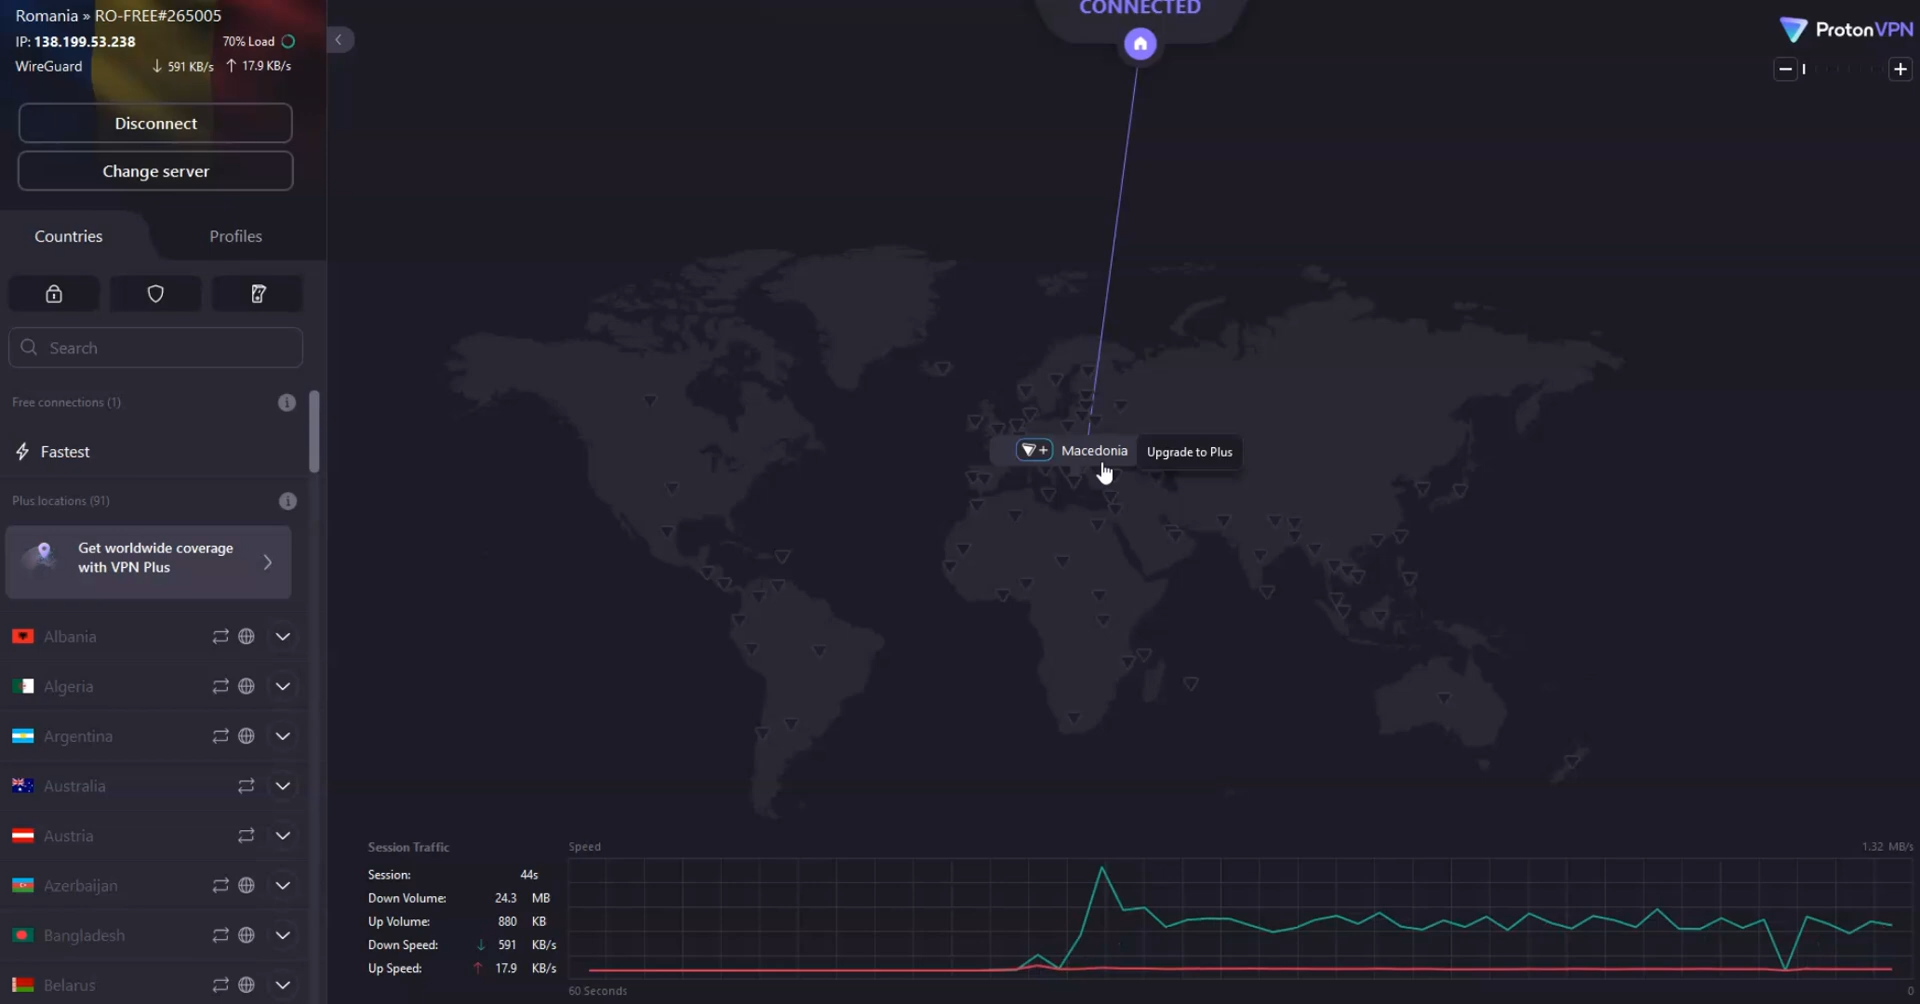 Romania » RO-FREE#265005
IP: 138.199.53.238
70% Load
WireGuard
↓ 591 KB/s ↑ 17.9 KB/s
Disconnect
Change server
Countries
Profiles
Search
Free connections (1)
Fastest
Plus locations (91)
Get worldwide coverage
with VPN Plus
Albania
Algeria
Argentina
Australia
Austria
Azerbaijan
Bangladesh
Belarus
CONNECTED
ProtonVPN
Macedonia
Upgrade to Plus
Session Traffic
Session: 44s
Down Volume: 24.3 MB
Up Volume: 880 KB
Down Speed: ↓ 591 KB/s
Up Speed: ↑ 17.9 KB/s
Speed
1.32 MB/s
60 Seconds
0